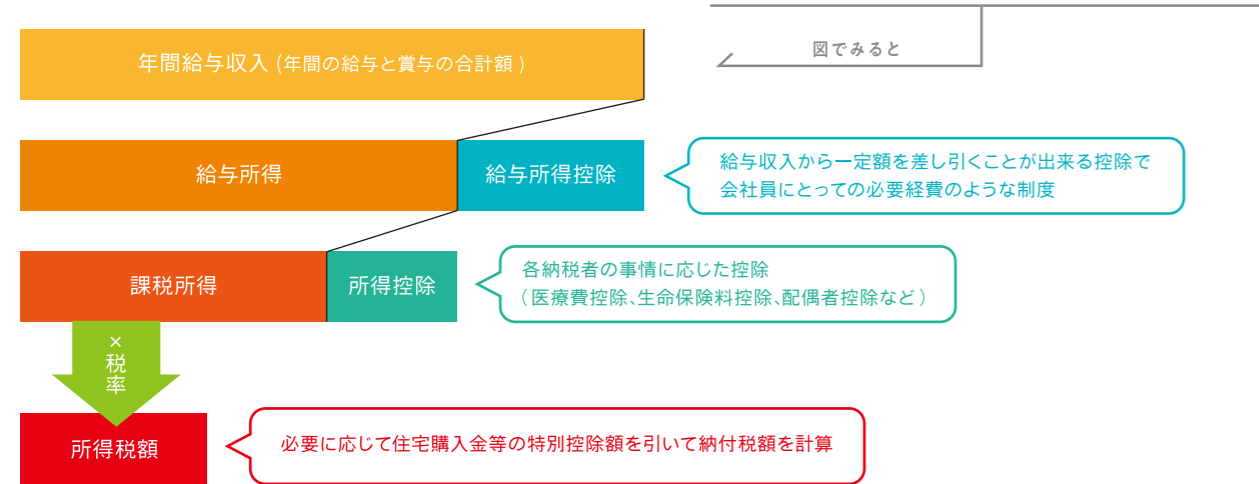 図でみると
年間給与収入 (年間の給与と賞与の合計額 )
給与所得
給与所得控除
給与収入から一定額を差し引くことが出来る控除で
会社員にとっての必要経費のような制度
課税所得
所得控除
各納税者の事情に応じた控除
( 医療費控除、生命保険料控除、配偶者控除など )
×税率
所得税額
必要に応じて住宅購入金等の特別控除額を引いて納付税額を計算